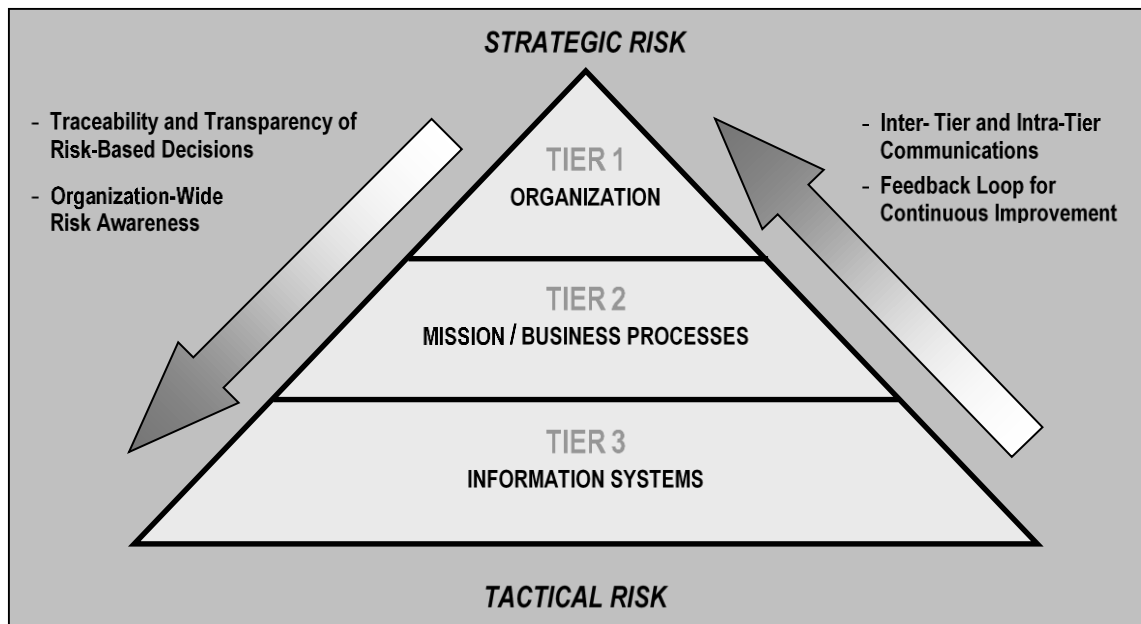 STRATEGIC RISK
- Traceability and Transparency of
Risk-Based Decisions
- Organization-Wide
Risk Awareness
- Inter- Tier and Intra-Tier
Communications
- Feedback Loop for
Continuous Improvement
TIER 1
ORGANIZATION
TIER 2
MISSION / BUSINESS PROCESSES
TIER 3
INFORMATION SYSTEMS
TACTICAL RISK